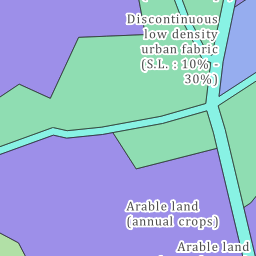 Discontinuous
low density
urban fabric
(S.L. : 10% -
30%)
Arable land
(annual crops)
Arable land